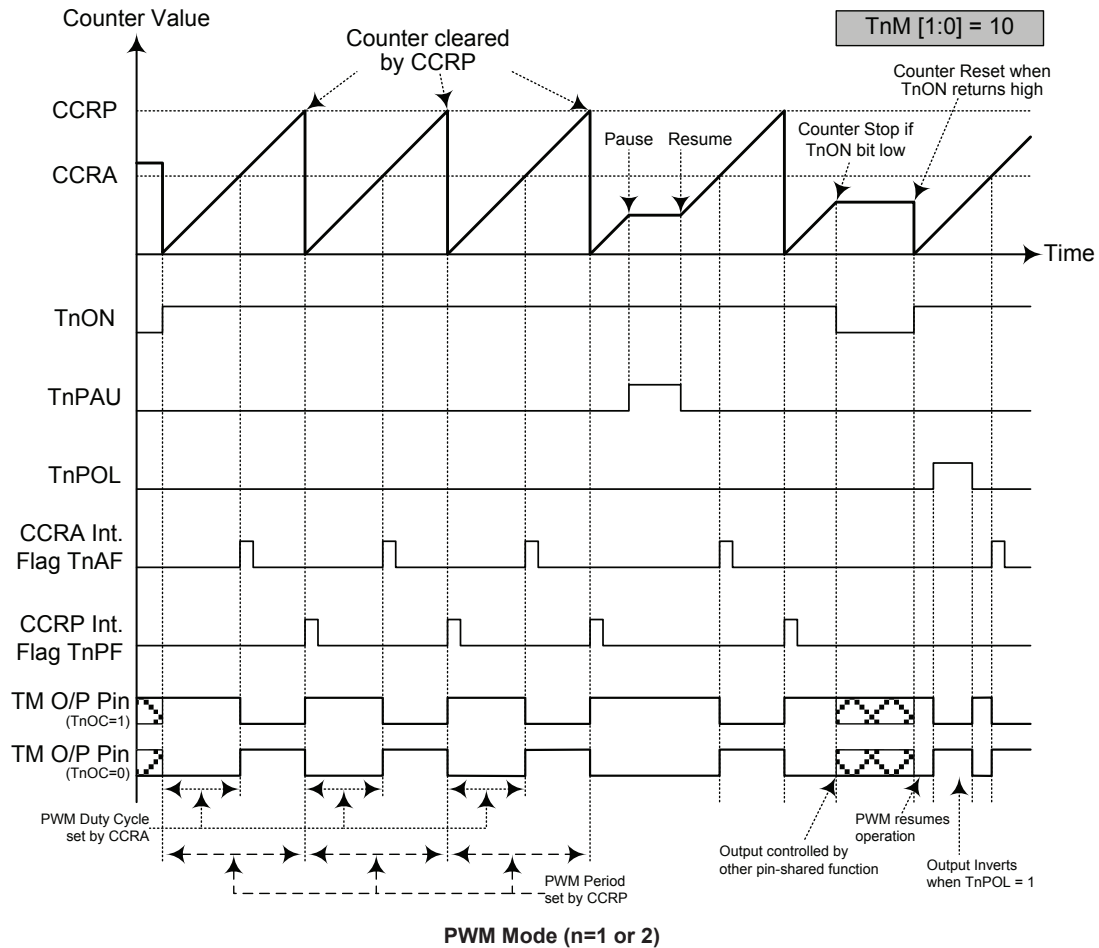 Counter Value
TnM [1:0] = 10
Counter cleared
by CCRP
Counter Reset when
TnON returns high
CCRP
Counter Stop if
TnON bit low
Pause
Resume
CCRA
Time
TnON
TnPAU
TnPOL
CCRA Int.
Flag TnAF
CCRP Int.
Flag TnPF
TM O/P Pin
(TnOC=1)
TM O/P Pin
(TnOC=0)
PWM Duty Cycle
set by CCRA
PWM resumes
operation
Output controlled by
other pin-shared function
Output Inverts
when TnPOL = 1
PWM Period
set by CCRP
PWM Mode (n=1 or 2)